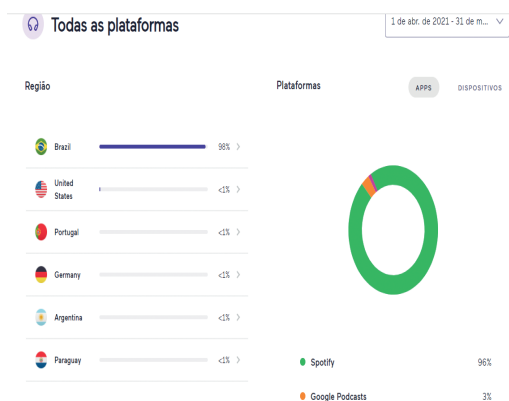 Todas as plataformas
1 de abr. de 2021 - 31 de m...
Região
Brazil 98%
United
States <1%
Portugal <1%
Germany <1%
Argentina <1%
Paraguay <1%
Plataformas
APPS DISPOSITIVOS
Spotify 96%
Google Podcasts 3%